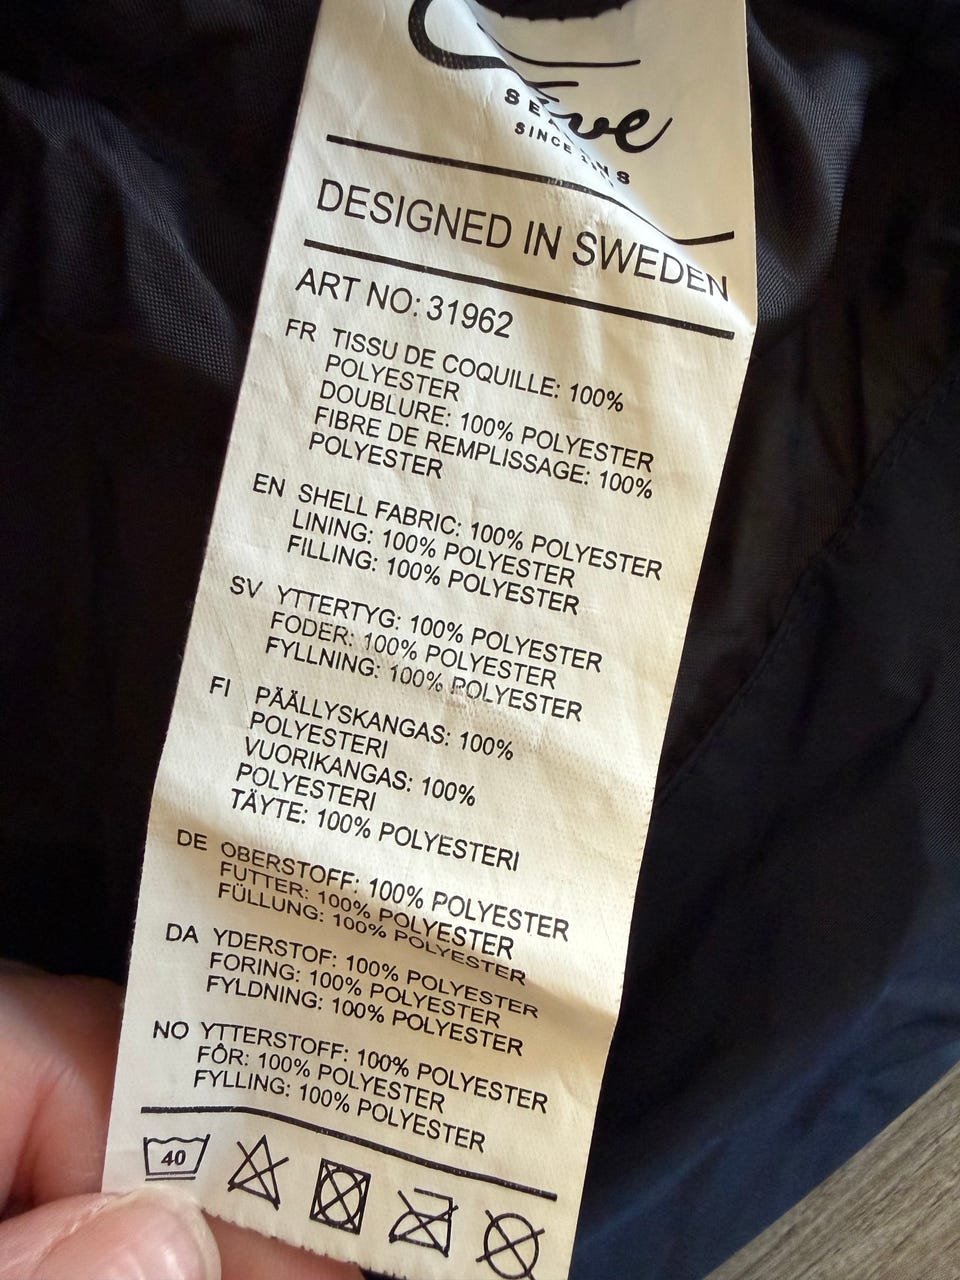 SINCE
DESIGNED IN SWEDEN
ART NO: 31962
FR TISSU DE COQUILLE: 100%
POLYESTER
DOUBLURE: 100% POLYESTER
FIBRE DE REMPLISSAGE: 100%
POLYESTER
EN SHELL FABRIC: 100% POLYESTER
LINING: 100% POLYESTER
FILLING: 100% POLYESTER
SV YTTERTYG: 100% POLYESTER
FODER: 100% POLYESTER
FYLLNING: 100% POLYESTER
FI PÄÄLLYSKANGAS: 100%
POLYESTERI
VUORIKANGAS: 100%
POLYESTERI
TÄYTE: 100% POLYESTERI
DE OBERSTOFF: 100% POLYESTER
FUTTER: 100% POLYESTER
FÜLLUNG: 100% POLYESTER
DA YDERSTOF: 100% POLYESTER
FORING: 100% POLYESTER
FYLDNING: 100% POLYESTER
NO YTTERSTOFF: 100% POLYESTER
FÔR: 100% POLYESTER
FYLLING: 100% POLYESTER
40